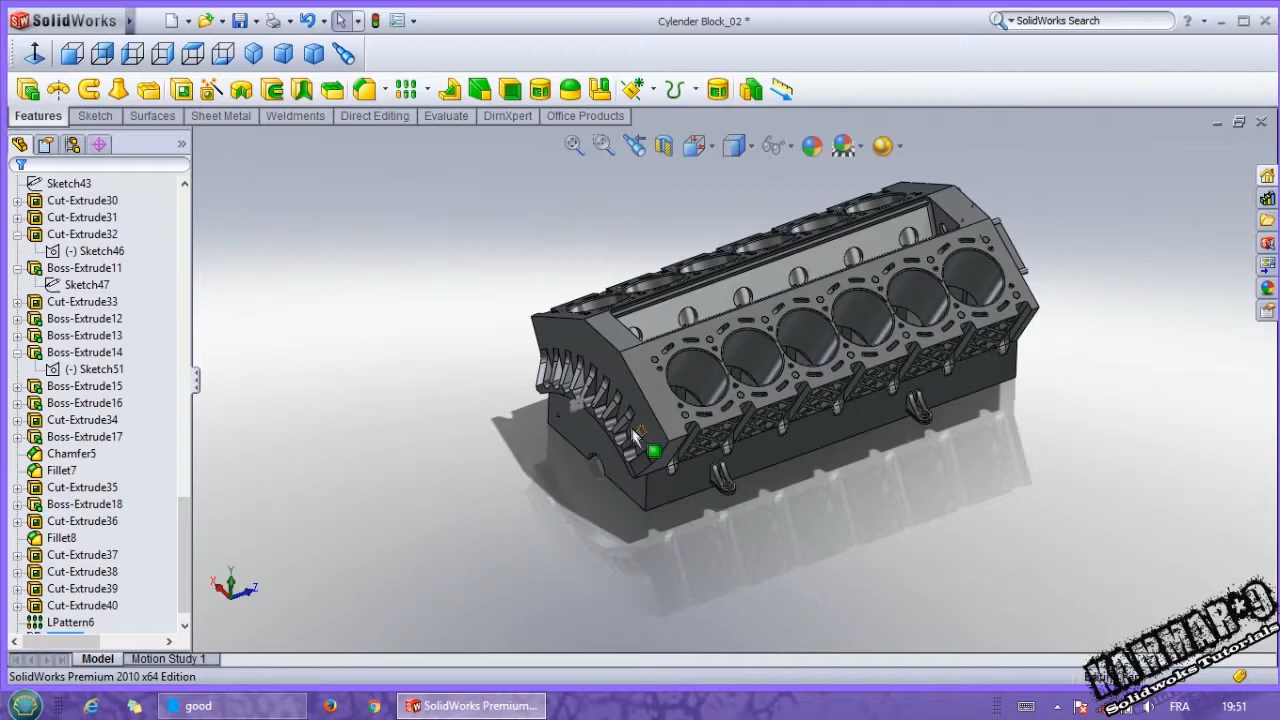 SolidWorks
Cylender Block_02 *
SolidWorks Search
?
Features
Sketch
Surfaces
Sheet Metal
Weldments
Direct Editing
Evaluate
DimXpert
Office Products
Sketch43
Cut-Extrude30
Cut-Extrude31
Cut-Extrude32
(-) Sketch46
Boss-Extrude11
Sketch47
Cut-Extrude33
Boss-Extrude12
Boss-Extrude13
Boss-Extrude14
(-) Sketch51
Boss-Extrude15
Boss-Extrude16
Cut-Extrude34
Boss-Extrude17
Chamfer5
Fillet7
Cut-Extrude35
Boss-Extrude18
Cut-Extrude36
Fillet8
Cut-Extrude37
Cut-Extrude38
Cut-Extrude39
Cut-Extrude40
LPattern6
Y
X
Z
Model
Motion Study 1
SolidWorks Premium 2010 x64 Edition
HAMMAR*9
Solidwoks Tutorials
good
SolidWorks Premium...
FRA
19:51